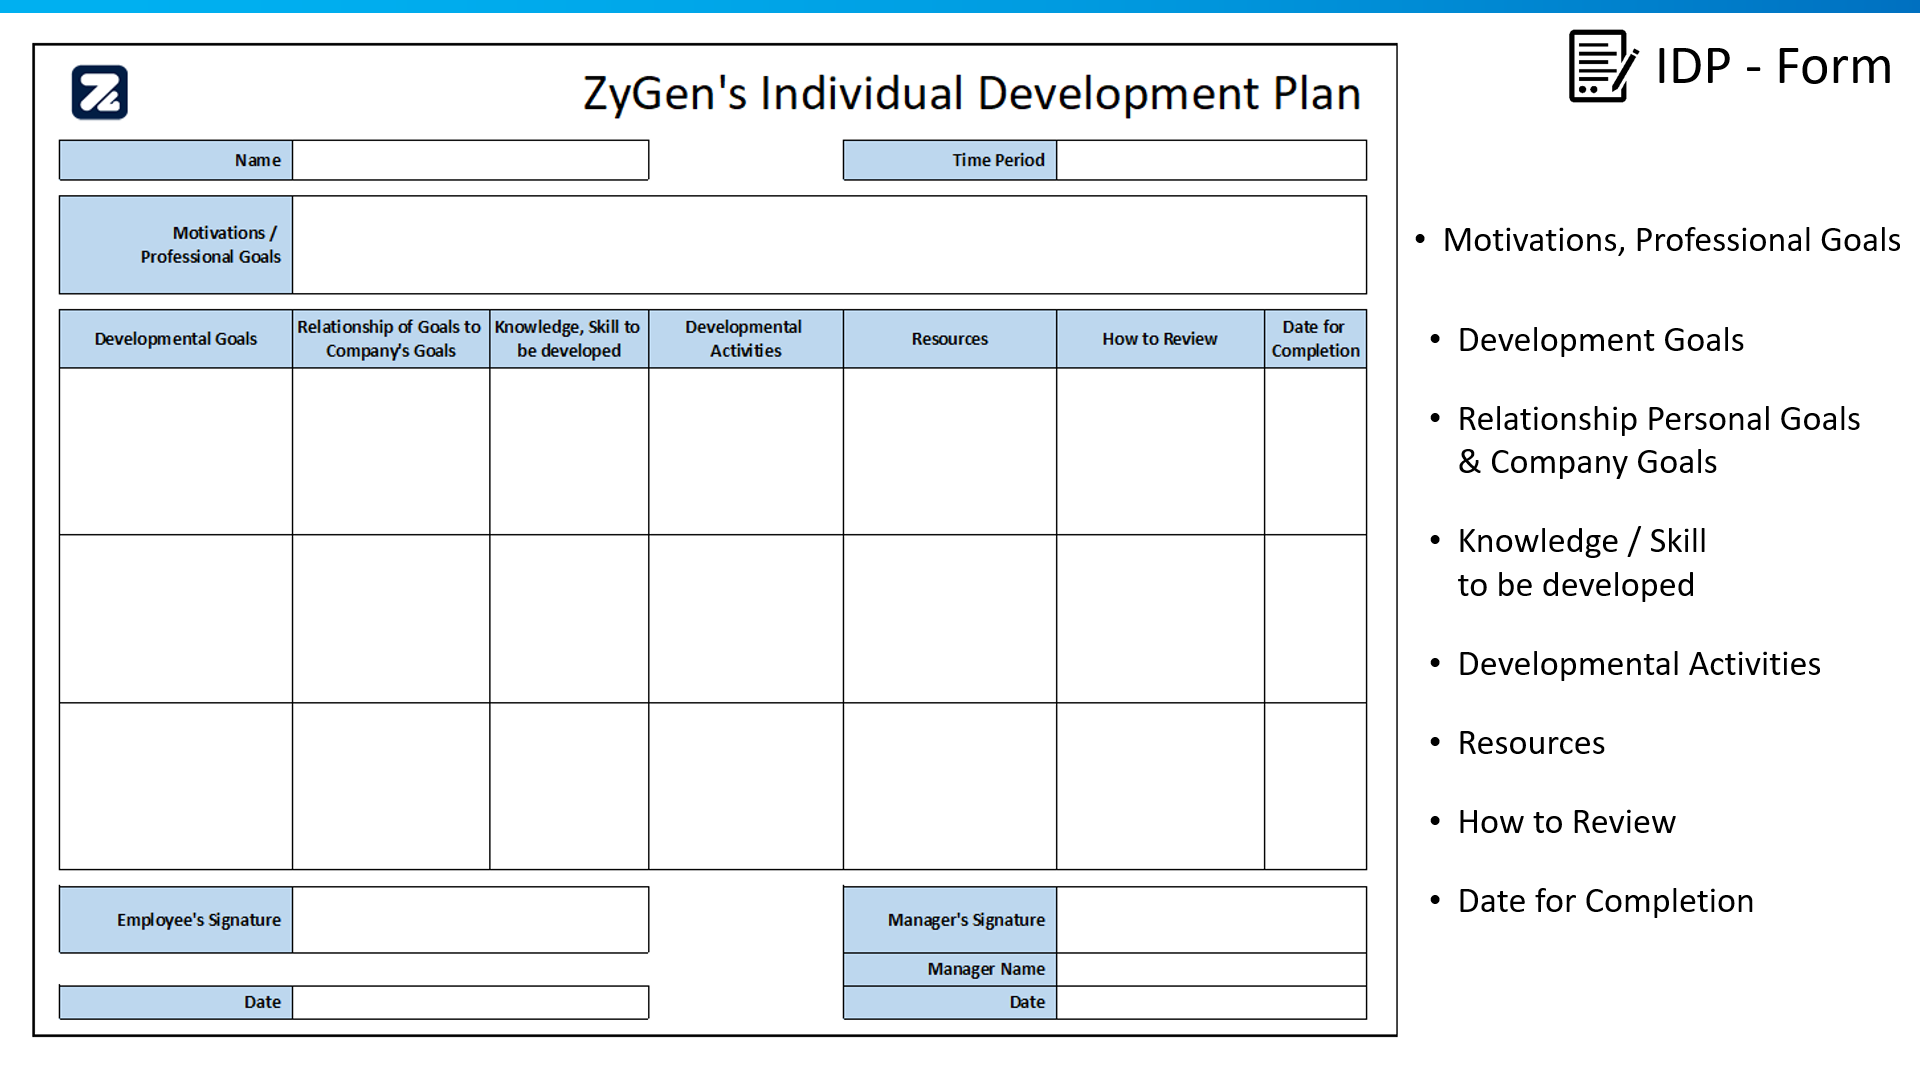 IDP - Form
ZyGen's Individual Development Plan
Name
Time Period
Motivations /
Professional Goals
Developmental Goals
Relationship of Goals to
Company's Goals
Knowledge, Skill to
be developed
Developmental
Activities
Resources
How to Review
Date for
Completion
Employee's Signature
Date
Manager's Signature
Manager Name
Date
• Motivations, Professional Goals
• Development Goals
• Relationship Personal Goals
& Company Goals
• Knowledge / Skill
to be developed
• Developmental Activities
• Resources
• How to Review
• Date for Completion